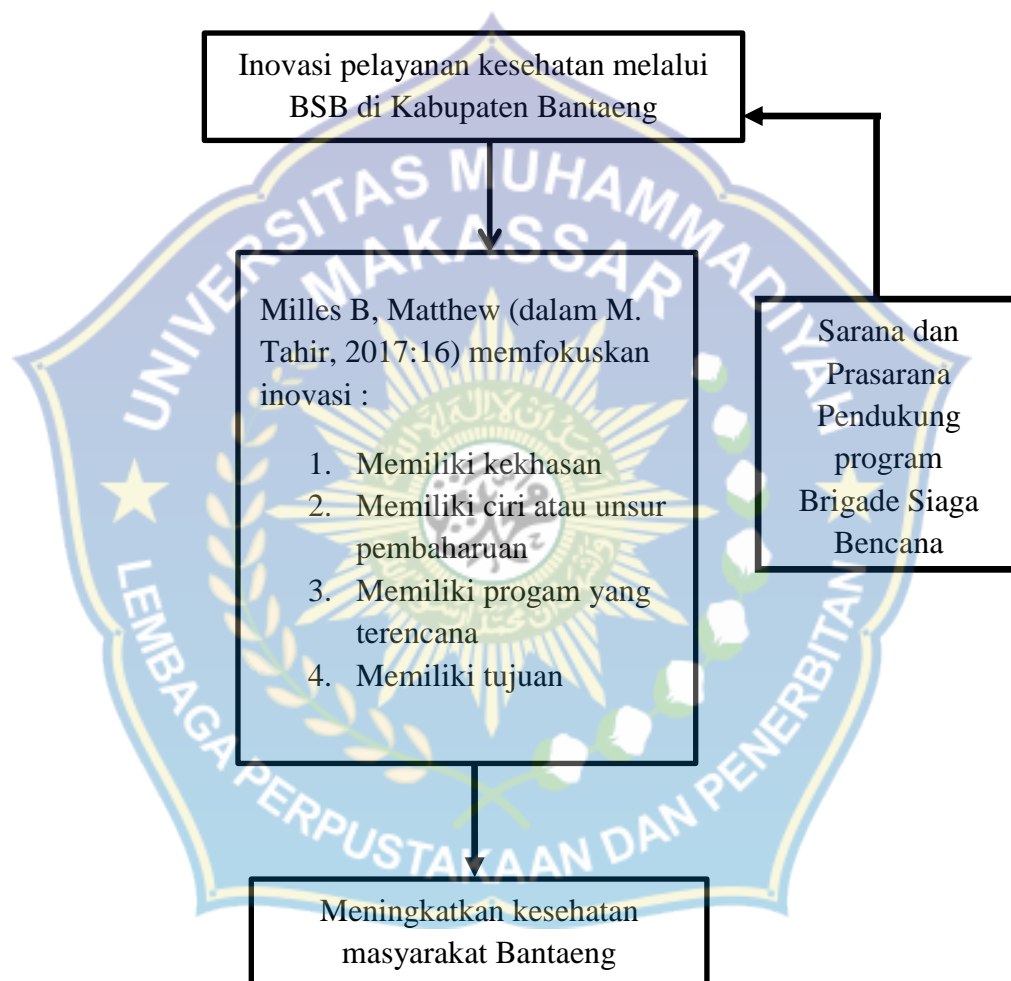 Inovasi pelayanan kesehatan melalui
BSB di Kabupaten Bantaeng
UNIVERSITAS MUHAMMADIYAH
MAKASSAR
Milles B, Matthew (dalam M.
Tahir, 2017:16) memfokuskan
inovasi :
1. Memiliki kekhasan
2. Memiliki ciri atau unsur
pembaharuan
3. Memiliki progam yang
terencana
4. Memiliki tujuan
Sarana dan
Prasarana
Pendukung
program
Brigade Siaga
Bencana
LEMBAGA PERPUSTAKAAN DAN PENERBITAN
Meningkatkan kesehatan
masyarakat Bantaeng